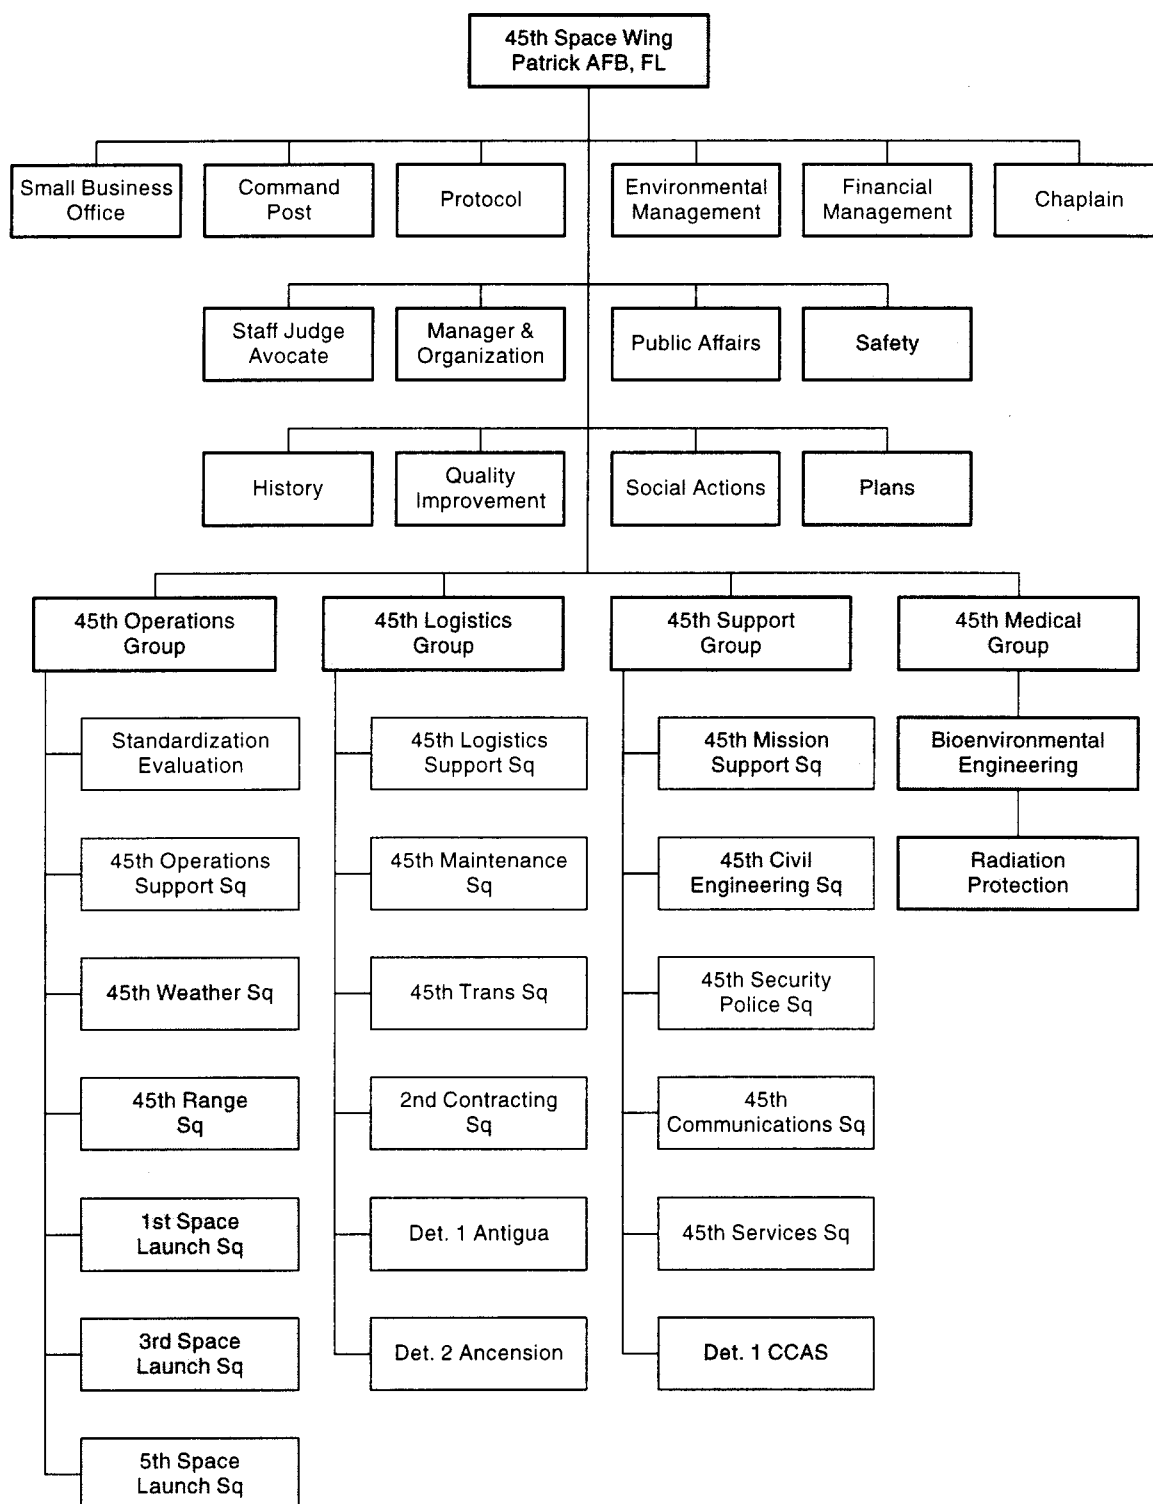 45th Space Wing
Patrick AFB, FL
Small Business
Office
Command
Post
Protocol
Environmental
Management
Financial
Management
Chaplain
Staff Judge
Avocate
Manager &
Organization
Public Affairs
Safety
History
Quality
Improvement
Social Actions
Plans
45th Operations
Group
45th Logistics
Group
45th Support
Group
45th Medical
Group
Standardization
Evaluation
45th Logistics
Support Sq
45th Mission
Support Sq
Bioenvironmental
Engineering
45th Operations
Support Sq
45th Maintenance
Sq
45th Civil
Engineering Sq
Radiation
Protection
45th Weather Sq
45th Trans Sq
45th Security
Police Sq
45th Range
Sq
2nd Contracting
Sq
45th
Communications Sq
1st Space
Launch Sq
Det. 1 Antigua
45th Services Sq
3rd Space
Launch Sq
Det. 2 Ancension
Det. 1 CCAS
5th Space
Launch Sq